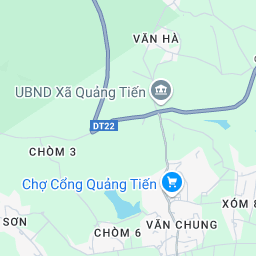 VĂN HÀ
UBND Xã Quảng Tiến
DT22
CHÒM 3
Chợ Cổng Quảng Tiến
XÓM 8
SƠN
CHÒM 6
VĂN CHUNG